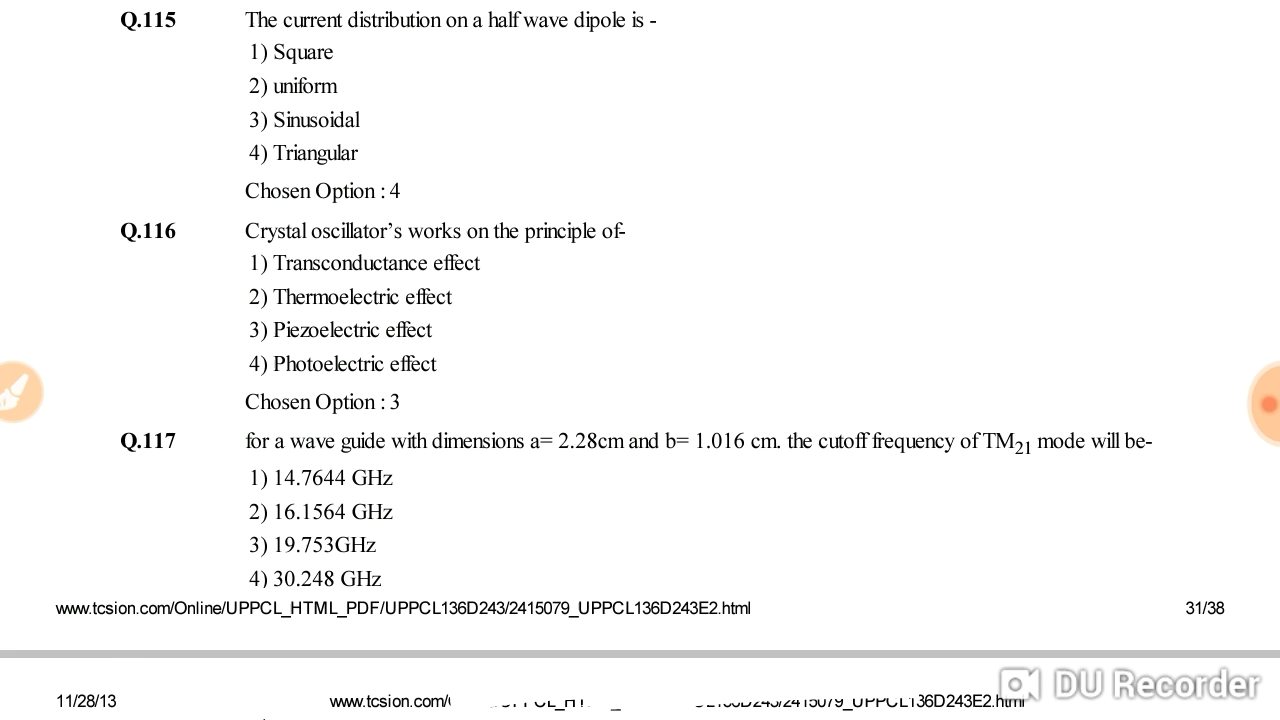 Q.115 The current distribution on a half wave dipole is -
1) Square
2) uniform
3) Sinusoidal
4) Triangular
Chosen Option : 4
Q.116 Crystal oscillator’s works on the principle of-
1) Transconductance effect
2) Thermoelectric effect
3) Piezoelectric effect
4) Photoelectric effect
Chosen Option : 3
Q.117 for a wave guide with dimensions a= 2.28cm and b= 1.016 cm. the cutoff frequency of TM21 mode will be-
1) 14.7644 GHz
2) 16.1564 GHz
3) 19.753GHz
4) 30.248 GHz
www.tcsion.com/Online/UPPCL_HTML_PDF/UPPCL136D243/2415079_UPPCL136D243E2.html 31/38
DU Recorder
11/28/13 www.tcsion.com/